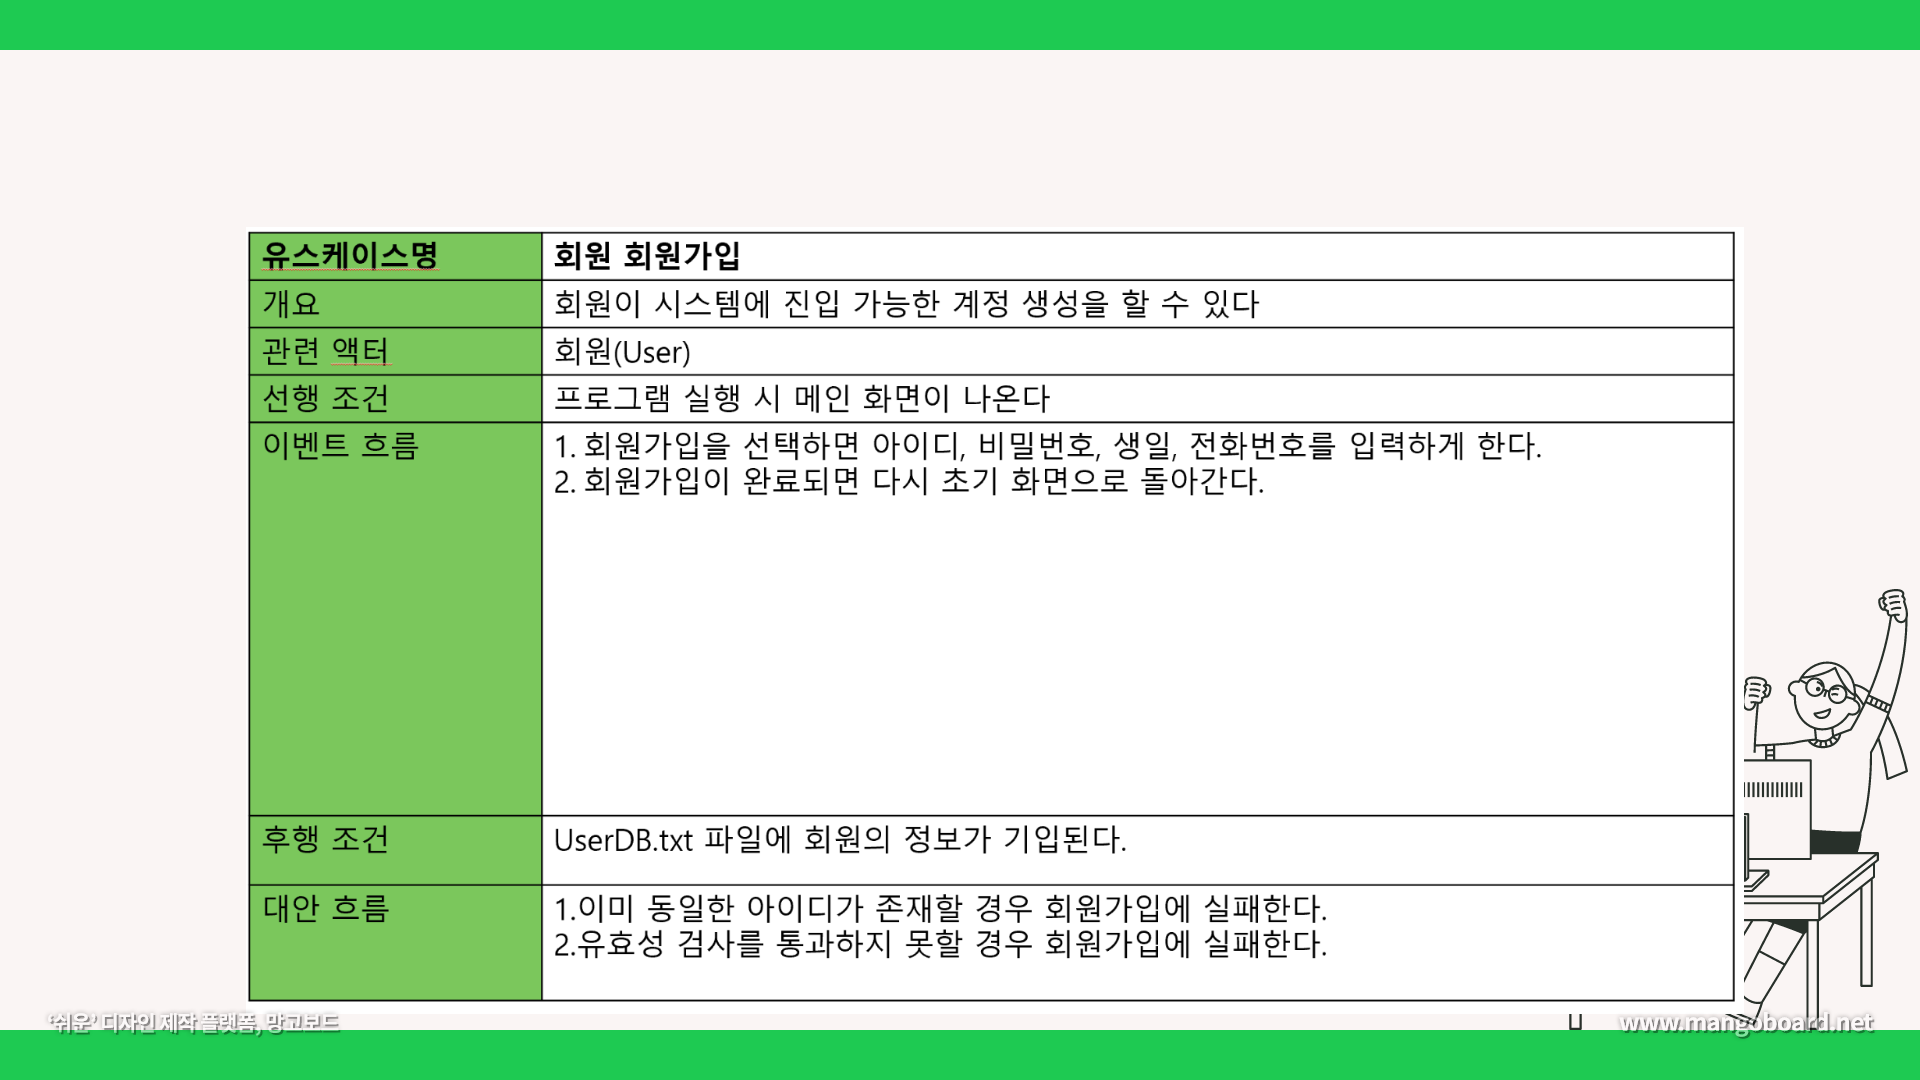 유스케이스명 회원 회원가입
개요 회원이 시스템에 진입 가능한 계정 생성을 할 수 있다
관련 액터 회원(User)
선행 조건 프로그램 실행 시 메인 화면이 나온다
이벤트 흐름 1. 회원가입을 선택하면 아이디, 비밀번호, 생일, 전화번호를 입력하게 한다.
2. 회원가입이 완료되면 다시 초기 화면으로 돌아간다.
후행 조건 UserDB.txt 파일에 회원의 정보가 기입된다.
대안 흐름 1.이미 동일한 아이디가 존재할 경우 회원가입에 실패한다.
2.유효성 검사를 통과하지 못할 경우 회원가입에 실패한다.
‘쉬운’ 디자인 제작 플랫폼, 망고보드
www.mangoboard.net